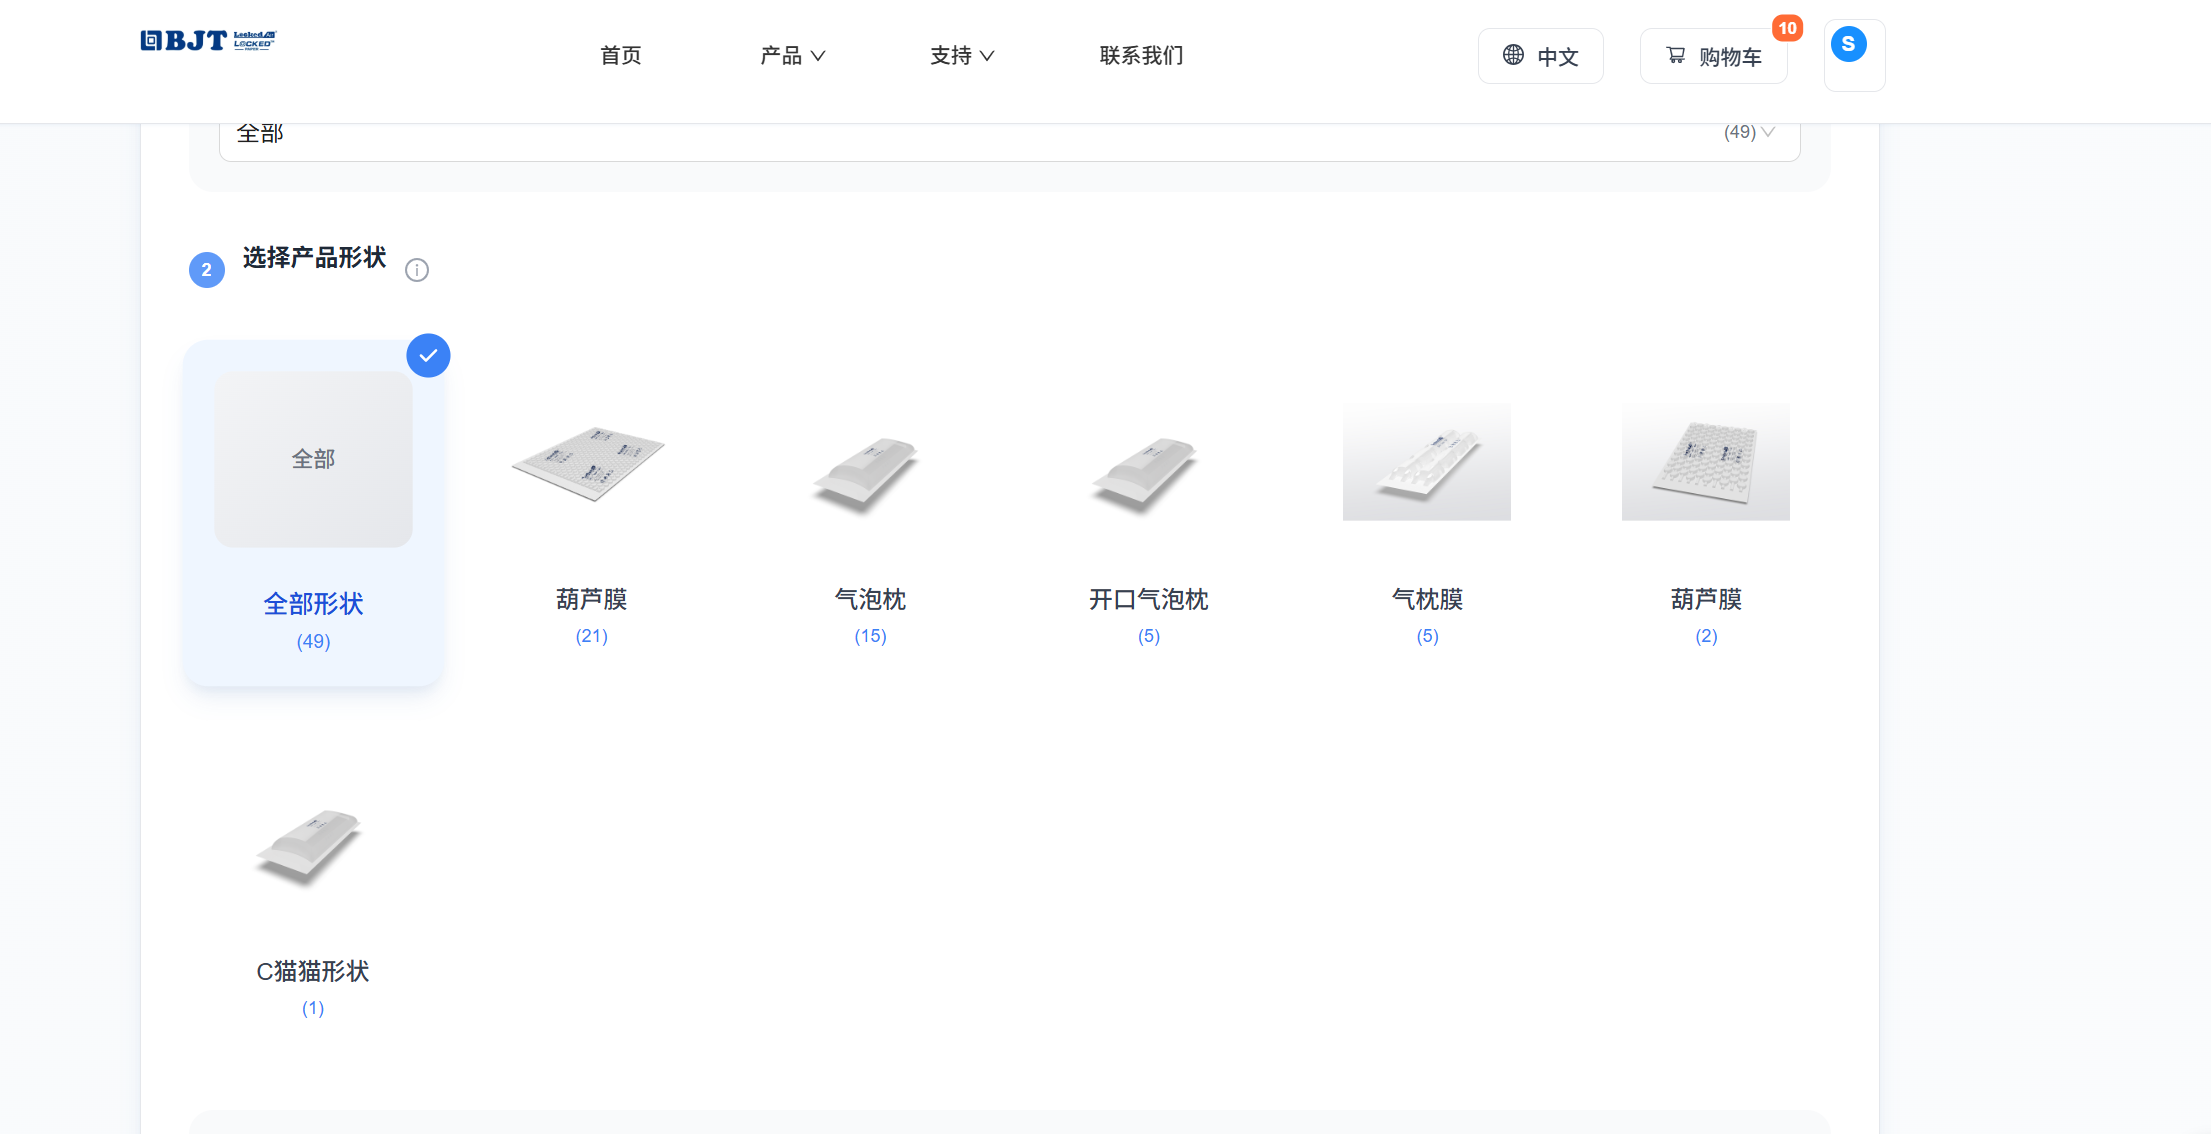 BJT LockedAir LOCKED PAPER
首页
产品
支持
联系我们
中文
购物车
10
S
全部
(49)
2
选择产品形状
全部
全部形状
(49)
葫芦膜
(21)
气泡枕
(15)
开口气泡枕
(5)
气枕膜
(5)
葫芦膜
(2)
C猫猫形状
(1)